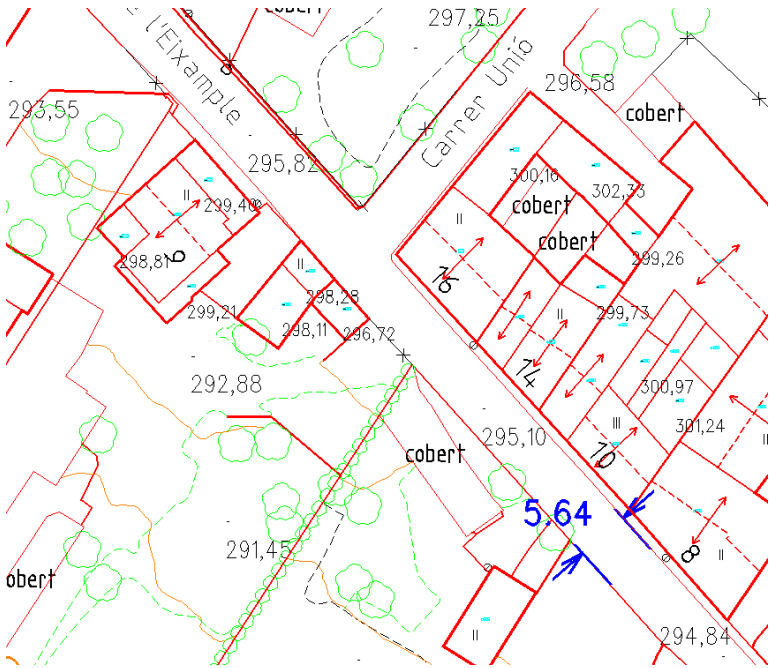 cobert
297,25
e l'Eixample
Carrer Unió
296,58
293,55
cobert
295,82
300,16
302,33
II
299,40
cobert
II
cobert
298,81
9
II
299,26
16
298,28
299,21
II
299,73
298,11
296,72
14
292,88
300,97
III
301,24
295,10
II
cobert
10
5,64
291,45
8
II
obert
II
294,84